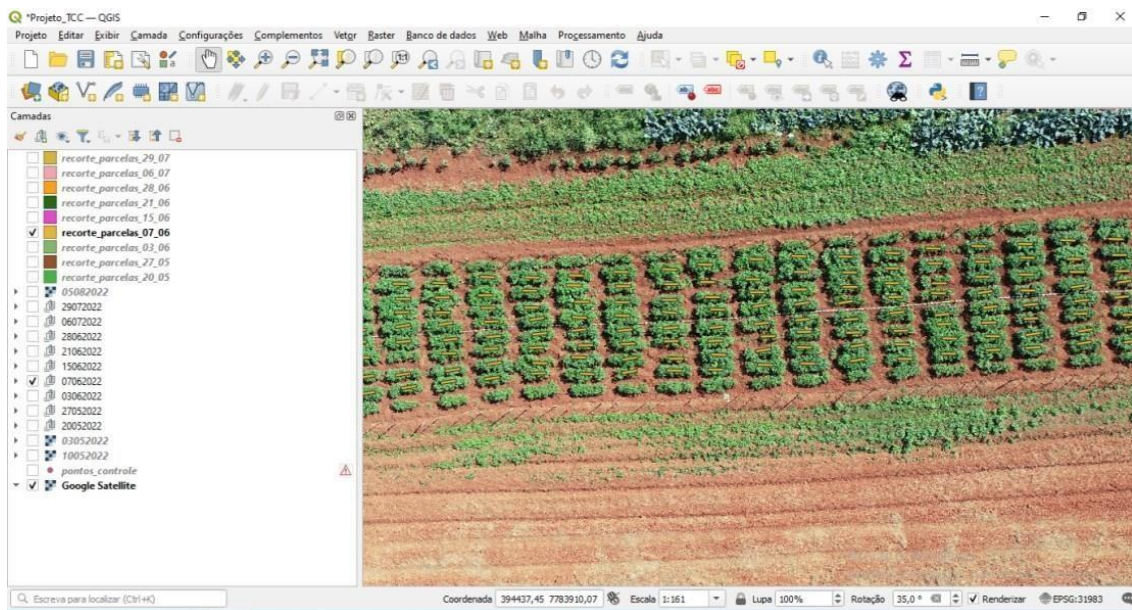 *Projeto_TCC — QGIS
Projeto Editar Exibir Camada Configurações Complementos Vetor Raster Banco de dados Web Malha Processamento Ajuda
Camadas
recorte_parcelas_29_07
recorte_parcelas_06_07
recorte_parcelas_28_06
recorte_parcelas_21_06
recorte_parcelas_15_06
recorte_parcelas_07_06
recorte_parcelas_03_06
recorte_parcelas_27_05
recorte_parcelas_20_05
05082022
29072022
06072022
28062022
21062022
15062022
07062022
03062022
27052022
20052022
03052022
10052022
pontos_controle
Google Satellite
Escreva para localizar (Ctrl+K) Coordenada 394437,45 7783910,07 Escala 1:161 Lupa 100% Rotação 35,0 ° Renderizar EPSG:31983